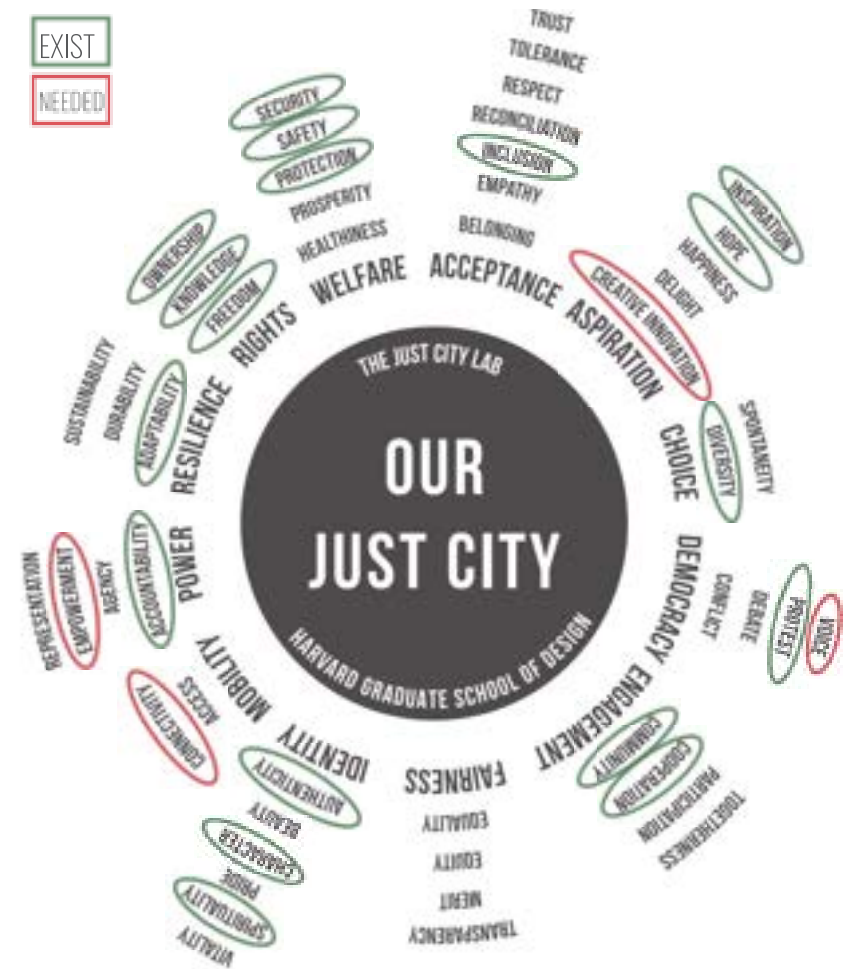 EXIST
NEEDED
THE JUST CITY LAB
OUR
JUST CITY
HARVARD GRADUATE SCHOOL OF DESIGN
ACCEPTANCE
BELONGING
EMPATHY
INCLUSION
RECONCILIATION
RESPECT
TOLERANCE
TRUST
ASPIRATION
CREATIVE INNOVATION
DELIGHT
HAPPINESS
HOPE
INSPIRATION
CHOICE
DIVERSITY
SPONTANEITY
DEMOCRACY
CONFLICT
DEBATE
PROTEST
VOICE
ENGAGEMENT
COMMUNITY
COOPERATION
PARTICIPATION
TOGETHERNESS
FAIRNESS
EQUALITY
EQUITY
MERIT
TRANSPARENCY
IDENTITY
AUTHENTICITY
BEAUTY
CHARACTER
PRIDE
SPIRITUALITY
VITALITY
MOBILITY
ACCESS
CONNECTIVITY
POWER
ACCOUNTABILITY
AGENCY
EMPOWERMENT
REPRESENTATION
RESILIENCE
ADAPTABILITY
DURABILITY
SUSTAINABILITY
RIGHTS
FREEDOM
KNOWLEDGE
OWNERSHIP
WELFARE
HEALTHINESS
PROSPERITY
PROTECTION
SAFETY
SECURITY